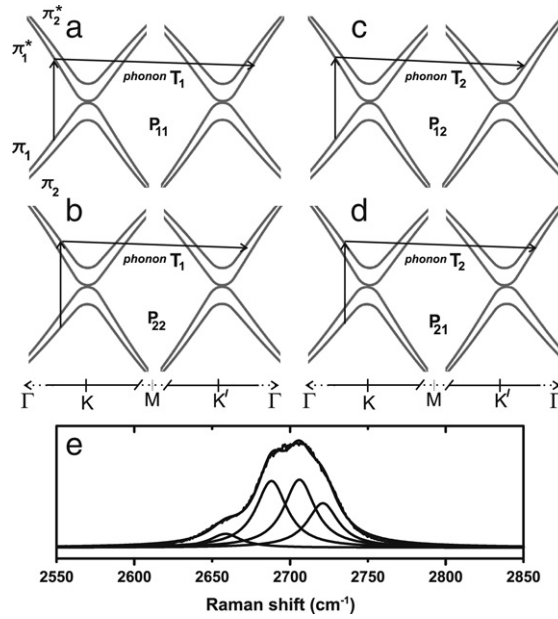 π₂* a c
π₁* phonon T₁ phonon T₂
P₁₁ P₁₂
π₁
π₂ b d
phonon T₁ phonon T₂
P₂₂ P₂₁
Γ K M K′ Γ K M K′ Γ
e
2550 2600 2650 2700 2750 2800 2850
Raman shift (cm⁻¹)